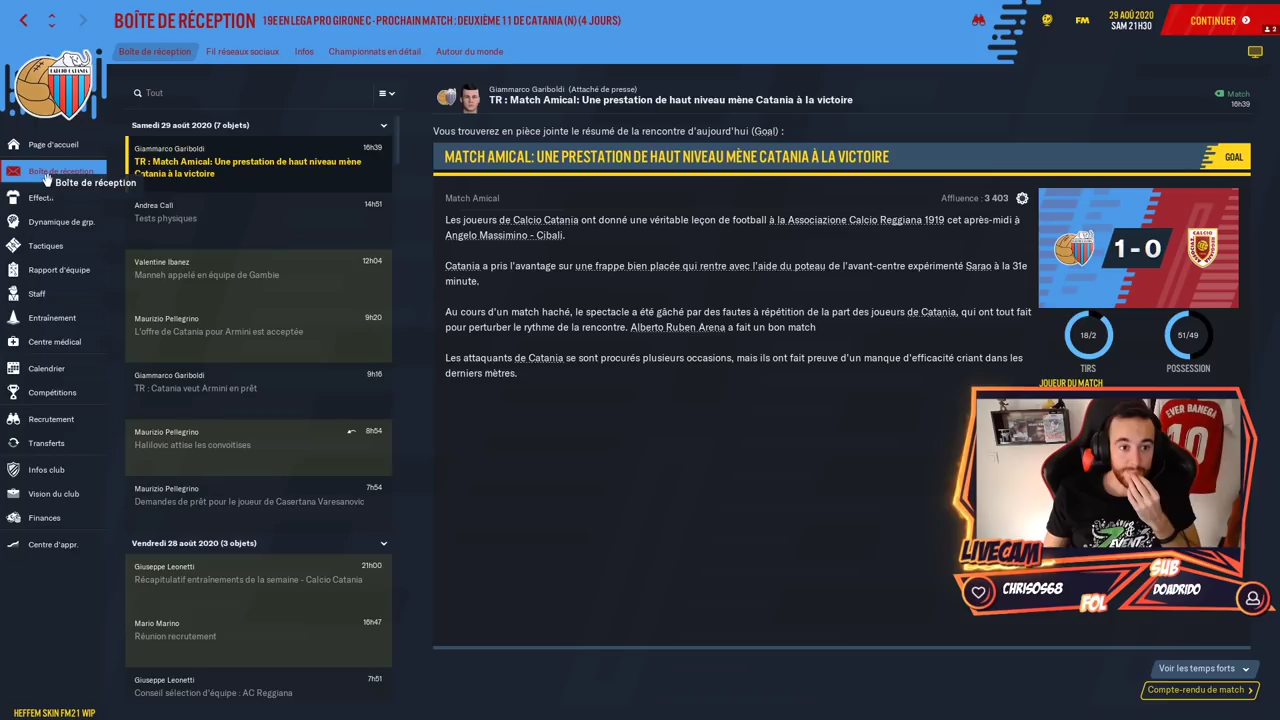 BOÎTE DE RÉCEPTION
19E EN LEGA PRO GIRONE C - PROCHAIN MATCH : DEUXIÈME 11 DE CATANIA (N) (4 JOURS)
FM
29 AOÛ 2020
SAM 21H30
CONTINUER
2
Boîte de réception
Fil réseaux sociaux
Infos
Championnats en détail
Autour du monde
CALCIO CATANIA
Page d'accueil
Boîte de réception
Boîte de réception
Effectif
Dynamique de grp.
Tactiques
Rapport d'équipe
Staff
Entraînement
Centre médical
Calendrier
Compétitions
Recrutement
Transferts
Infos club
Vision du club
Finances
Centre d'appr.
HEFFEM SKIN FM21 WIP
Tout
Samedi 29 août 2020 (7 objets)
Giammarco Gariboldi 16h39
TR : Match Amical: Une prestation de haut niveau mène
Catania à la victoire
Andrea Calì 14h51
Tests physiques
Valentine Ibanez 12h04
Manneh appelé en équipe de Gambie
Maurizio Pellegrino 9h20
L'offre de Catania pour Armini est acceptée
Giammarco Gariboldi 9h16
TR : Catania veut Armini en prêt
Maurizio Pellegrino 8h54
Halilovic attise les convoitises
Maurizio Pellegrino 7h54
Demandes de prêt pour le joueur de Casertana Varesanovic
Vendredi 28 août 2020 (3 objets)
Giuseppe Leonetti 21h00
Récapitulatif entraînements de la semaine - Calcio Catania
Mario Marino 16h47
Réunion recrutement
Giuseppe Leonetti 7h51
Conseil sélection d'équipe : AC Reggiana
Giammarco Gariboldi (Attaché de presse)
TR : Match Amical: Une prestation de haut niveau mène Catania à la victoire
Match
16h39
Vous trouverez en pièce jointe le résumé de la rencontre d'aujourd'hui (Goal) :
MATCH AMICAL: UNE PRESTATION DE HAUT NIVEAU MÈNE CATANIA À LA VICTOIRE
GOAL
Match Amical
Affluence : 3 403
Les joueurs de Calcio Catania ont donné une véritable leçon de football à la Associazione Calcio Reggiana 1919 cet après-midi à
Angelo Massimino - Cibali.
Catania a pris l'avantage sur une frappe bien placée qui rentre avec l'aide du poteau de l'avant-centre expérimenté Sarao à la 31e
minute.
Au cours d'un match haché, le spectacle a été gâché par des fautes à répétition de la part des joueurs de Catania, qui ont tout fait
pour perturber le rythme de la rencontre. Alberto Ruben Arena a fait un bon match
Les attaquants de Catania se sont procurés plusieurs occasions, mais ils ont fait preuve d'un manque d'efficacité criant dans les
derniers mètres.
1 - 0
18/2
TIRS
51/49
POSSESSION
JOUEUR DU MATCH
EVER BANEGA
10
EVENT
LIVECAM
CHRISOS68
FOL
SUB
DOADRIDO
Voir les temps forts
Compte-rendu de match